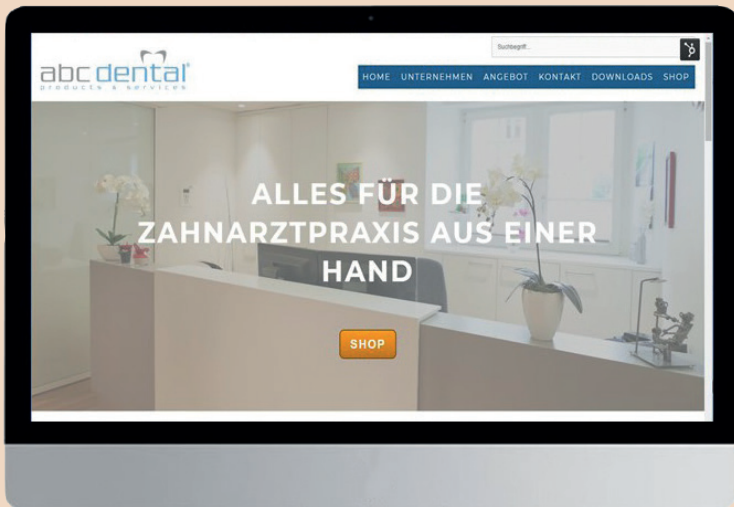 Suchbegriff...
abc dental®
products & services
HOME UNTERNEHMEN ANGEBOT KONTAKT DOWNLOADS SHOP
ALLES FÜR DIE
ZAHNARZTPRAXIS AUS EINER
HAND
SHOP